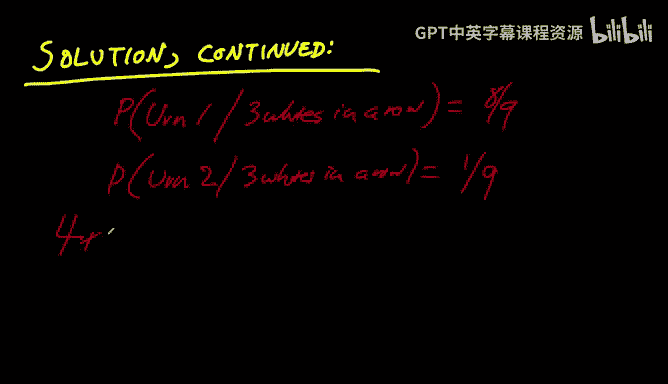 GPT中英字幕课程资源 bilibili
SOLUTION, CONTINUED:
P(Urn 1 / 3 whites in a row) = 8/9
P(Urn 2 / 3 whites in a row) = 1/9
4